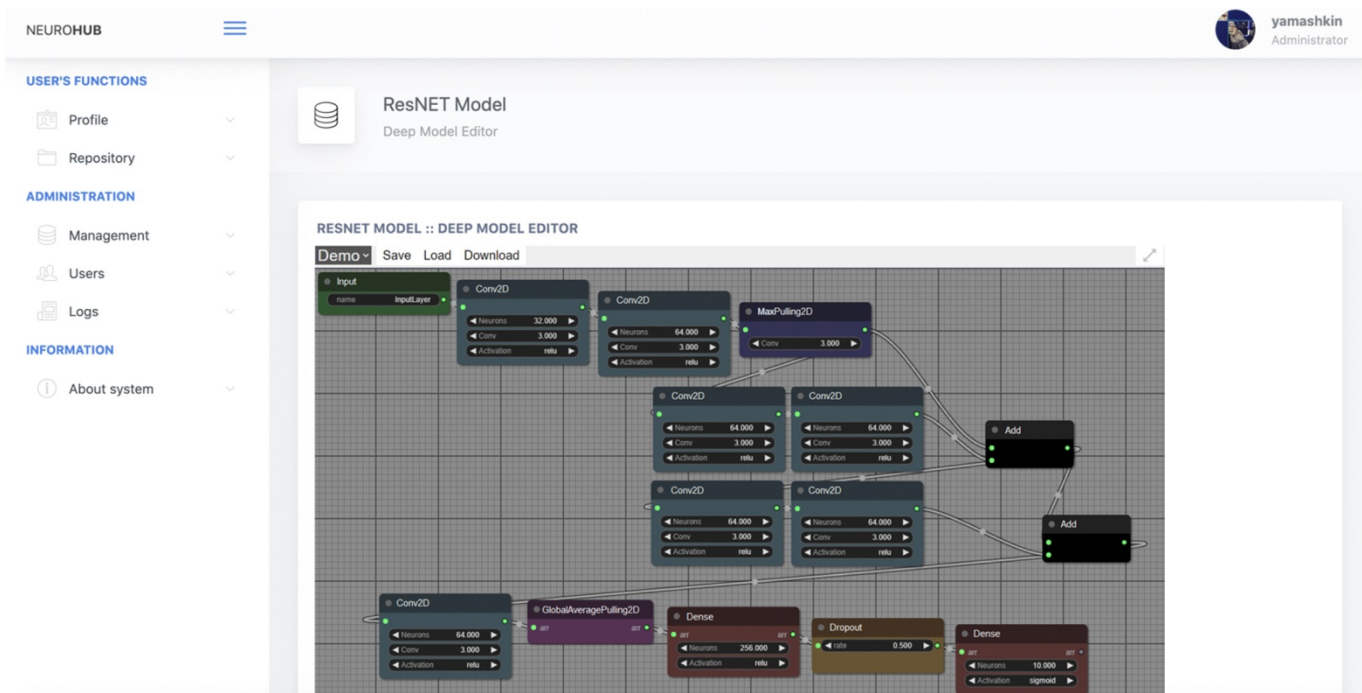 NEUROHUB
yamashkin
Administrator
USER'S FUNCTIONS
Profile
Repository
ADMINISTRATION
Management
Users
Logs
INFORMATION
About system
ResNET Model
Deep Model Editor
RESNET MODEL :: DEEP MODEL EDITOR
Demo Save Load Download
Input
name InputLayer
Conv2D
Neurons 32.000
Conv 3.000
Activation relu
Conv2D
Neurons 64.000
Conv 3.000
Activation relu
MaxPulling2D
Conv 3.000
Conv2D
Neurons 64.000
Conv 3.000
Activation relu
Conv2D
Neurons 64.000
Conv 3.000
Activation relu
Add
Conv2D
Neurons 64.000
Conv 3.000
Activation relu
Conv2D
Neurons 64.000
Conv 3.000
Activation relu
Add
Conv2D
Neurons 64.000
Conv 3.000
Activation relu
GlobalAveragePulling2D
arr arr
Dense
arr arr
Neurons 256.000
Activation relu
Dropout
rate 0.500
Dense
arr arr
Neurons 10.000
Activation sigmoid